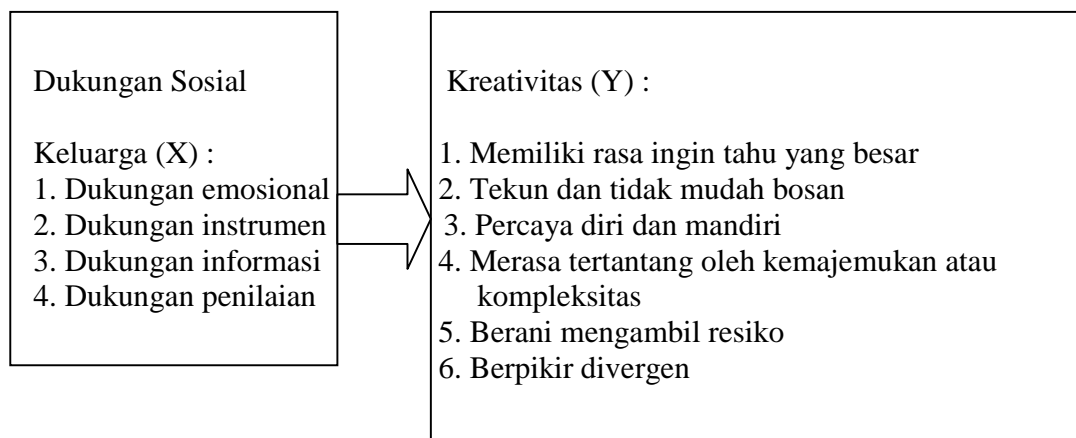 Dukungan Sosial
Keluarga (X) :
1. Dukungan emosional
2. Dukungan instrumen
3. Dukungan informasi
4. Dukungan penilaian
Kreativitas (Y) :
1. Memiliki rasa ingin tahu yang besar
2. Tekun dan tidak mudah bosan
3. Percaya diri dan mandiri
4. Merasa tertantang oleh kemajemukan atau
kompleksitas
5. Berani mengambil resiko
6. Berpikir divergen